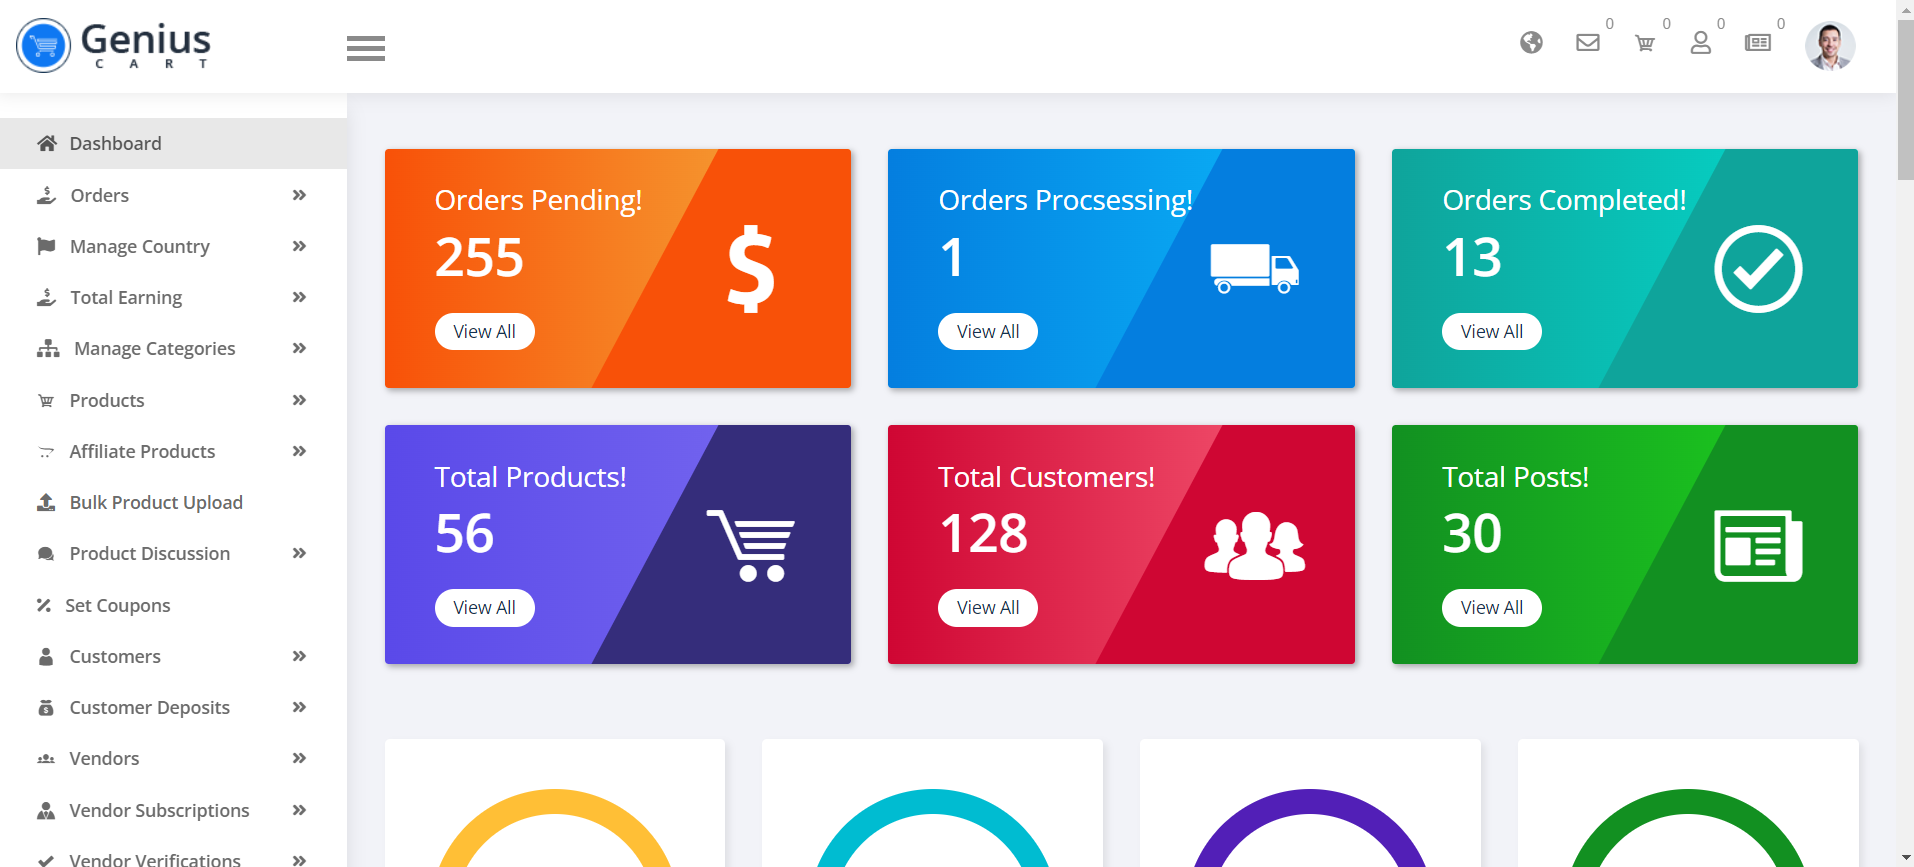 Genius
CART
0
0
0
0
Dashboard
Orders
Manage Country
Total Earning
Manage Categories
Products
Affiliate Products
Bulk Product Upload
Product Discussion
Set Coupons
Customers
Customer Deposits
Vendors
Vendor Subscriptions
Vendor Verifications
Orders Pending!
255
View All
Orders Procsessing!
1
View All
Orders Completed!
13
View All
Total Products!
56
View All
Total Customers!
128
View All
Total Posts!
30
View All